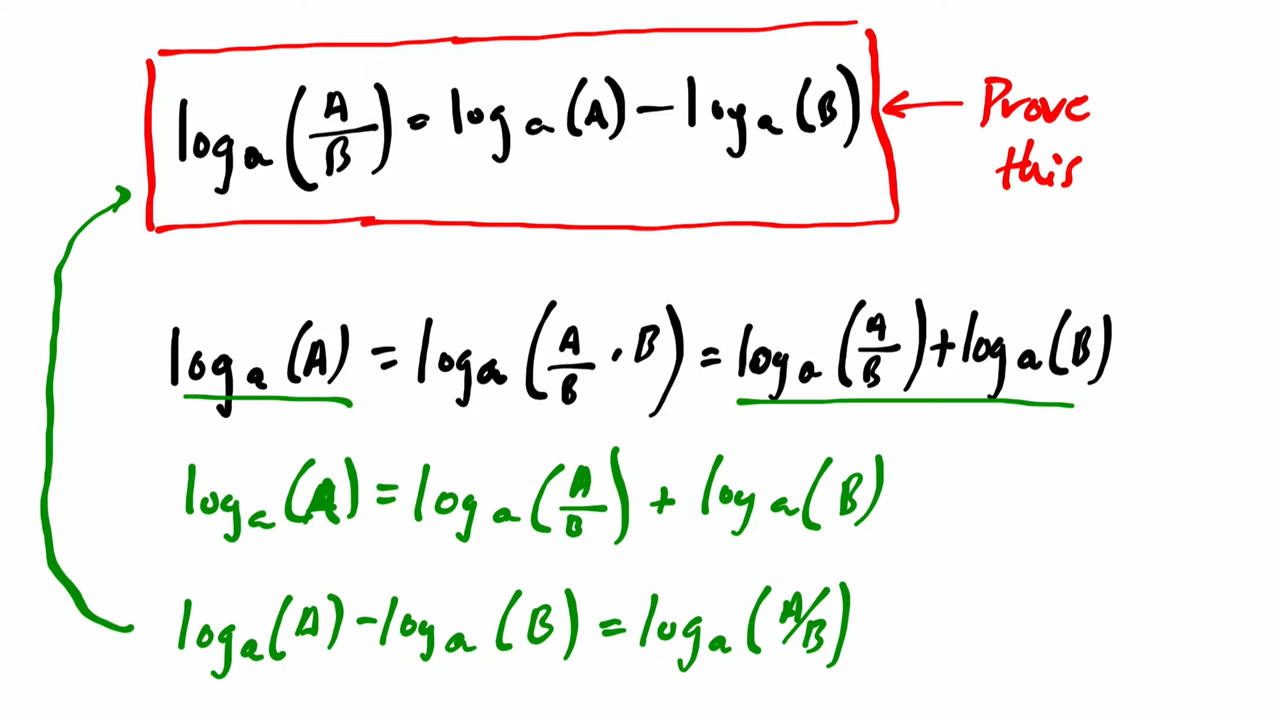 logₐ(A/B) = logₐ(A) − logₐ(B)
Prove
this
logₐ(A) = logₐ(A/B · B) = logₐ(A/B) + logₐ(B)
logₐ(A) = logₐ(A/B) + logₐ(B)
logₐ(A) − logₐ(B) = logₐ(A/B)